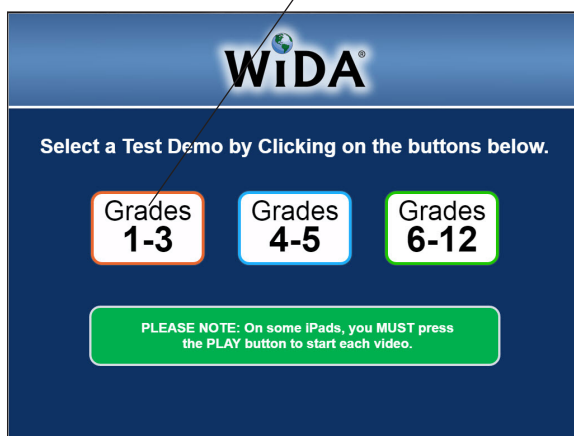 WiDA®
Select a Test Demo by Clicking on the buttons below.
Grades
1-3
Grades
4-5
Grades
6-12
PLEASE NOTE: On some iPads, you MUST press
the PLAY button to start each video.